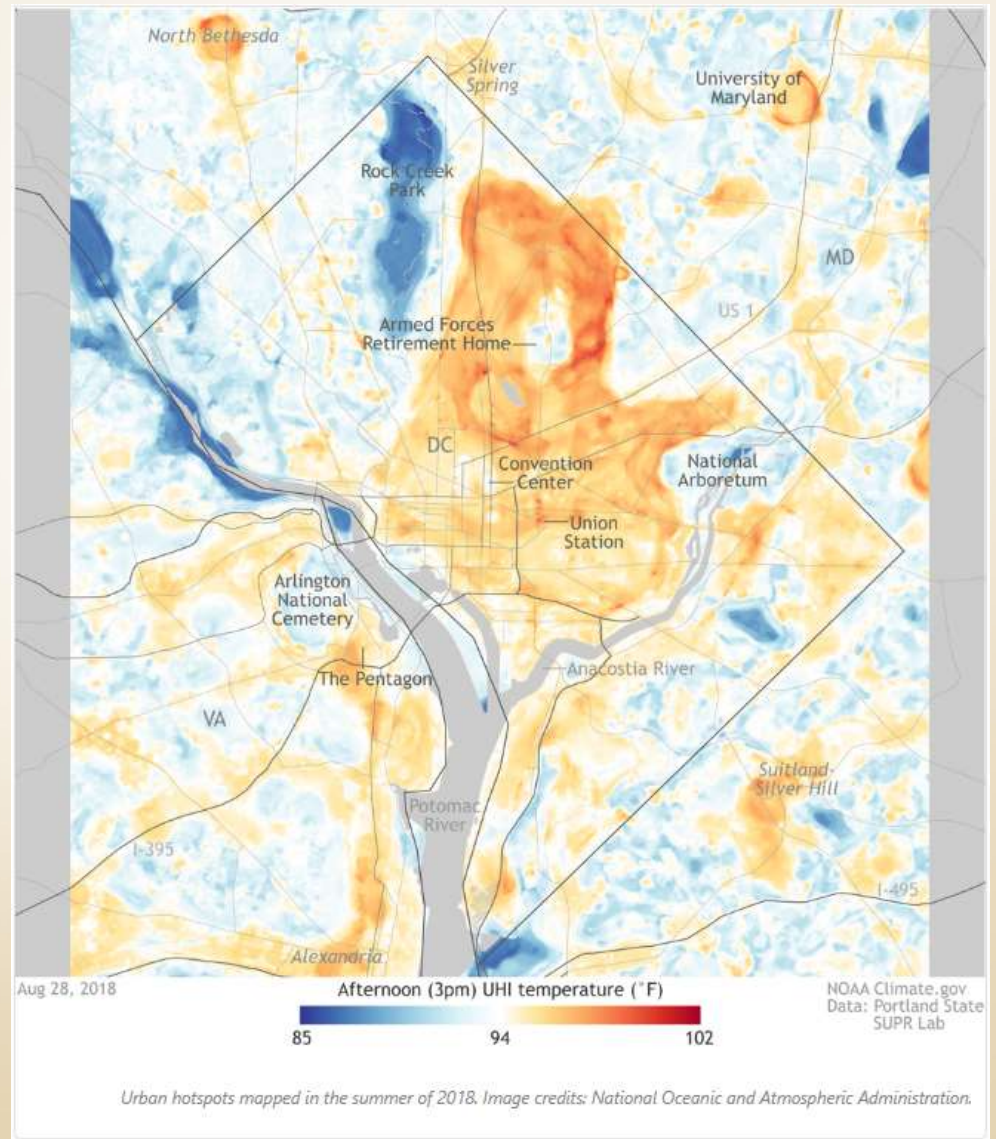 North Bethesda
Silver
Spring
University of
Maryland
Rock Creek
Park
MD
US 1
Armed Forces
Retirement Home
DC
Convention
Center
National
Arboretum
Union
Station
Arlington
National
Cemetery
Anacostia River
The Pentagon
VA
Suitland-
Silver Hill
Potomac
River
I-395
I-495
Alexandria
Aug 28, 2018
Afternoon (3pm) UHI temperature (°F)
85
94
102
NOAA Climate.gov
Data: Portland State
SUPR Lab
Urban hotspots mapped in the summer of 2018. Image credits: National Oceanic and Atmospheric Administration.